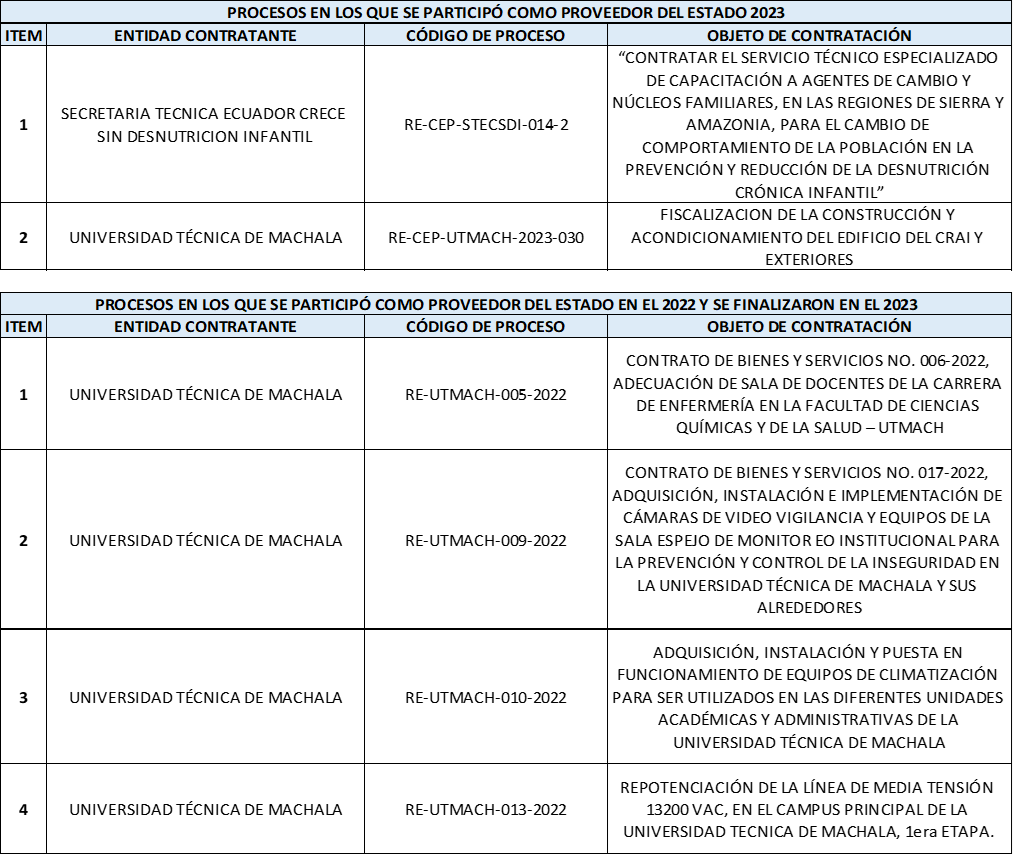 PROCESOS EN LOS QUE SE PARTICIPÓ COMO PROVEEDOR DEL ESTADO 2023
ITEM ENTIDAD CONTRATANTE CÓDIGO DE PROCESO OBJETO DE CONTRATACIÓN
1
SECRETARIA TECNICA ECUADOR CRECE
SIN DESNUTRICION INFANTIL
RE-CEP-STECSDI-014-2
“CONTRATAR EL SERVICIO TÉCNICO ESPECIALIZADO
DE CAPACITACIÓN A AGENTES DE CAMBIO Y
NÚCLEOS FAMILIARES, EN LAS REGIONES DE SIERRA Y
AMAZONIA, PARA EL CAMBIO DE
COMPORTAMIENTO DE LA POBLACIÓN EN LA
PREVENCIÓN Y REDUCCIÓN DE LA DESNUTRICIÓN
CRÓNICA INFANTIL”
2
UNIVERSIDAD TÉCNICA DE MACHALA
RE-CEP-UTMACH-2023-030
FISCALIZACION DE LA CONSTRUCCIÓN Y
ACONDICIONAMIENTO DEL EDIFICIO DEL CRAI Y
EXTERIORES
PROCESOS EN LOS QUE SE PARTICIPÓ COMO PROVEEDOR DEL ESTADO EN EL 2022 Y SE FINALIZARON EN EL 2023
ITEM ENTIDAD CONTRATANTE CÓDIGO DE PROCESO OBJETO DE CONTRATACIÓN
1
UNIVERSIDAD TÉCNICA DE MACHALA
RE-UTMACH-005-2022
CONTRATO DE BIENES Y SERVICIOS NO. 006-2022,
ADECUACIÓN DE SALA DE DOCENTES DE LA CARRERA
DE ENFERMERÍA EN LA FACULTAD DE CIENCIAS
QUÍMICAS Y DE LA SALUD – UTMACH
2
UNIVERSIDAD TÉCNICA DE MACHALA
RE-UTMACH-009-2022
CONTRATO DE BIENES Y SERVICIOS NO. 017-2022,
ADQUISICIÓN, INSTALACIÓN E IMPLEMENTACIÓN DE
CÁMARAS DE VIDEO VIGILANCIA Y EQUIPOS DE LA
SALA ESPEJO DE MONITOR EO INSTITUCIONAL PARA
LA PREVENCIÓN Y CONTROL DE LA INSEGURIDAD EN
LA UNIVERSIDAD TÉCNICA DE MACHALA Y SUS
ALREDEDORES
3
UNIVERSIDAD TÉCNICA DE MACHALA
RE-UTMACH-010-2022
ADQUISICIÓN, INSTALACIÓN Y PUESTA EN
FUNCIONAMIENTO DE EQUIPOS DE CLIMATIZACIÓN
PARA SER UTILIZADOS EN LAS DIFERENTES UNIDADES
ACADÉMICAS Y ADMINISTRATIVAS DE LA
UNIVERSIDAD TÉCNICA DE MACHALA
4
UNIVERSIDAD TÉCNICA DE MACHALA
RE-UTMACH-013-2022
REPOTENCIACIÓN DE LA LÍNEA DE MEDIA TENSIÓN
13200 VAC, EN EL CAMPUS PRINCIPAL DE LA
UNIVERSIDAD TECNICA DE MACHALA, 1era ETAPA.